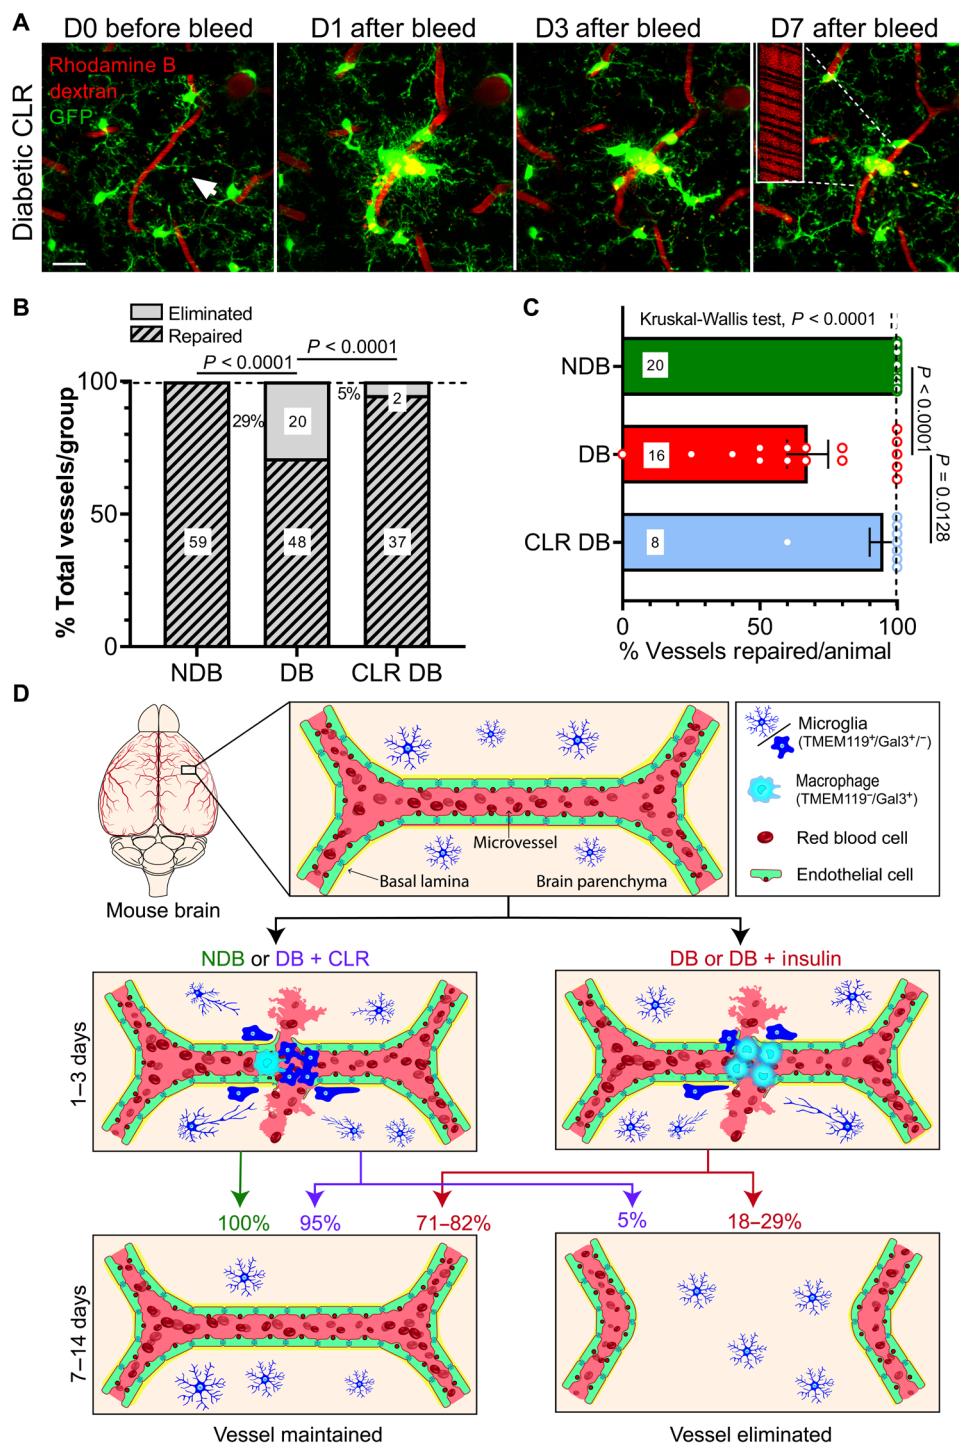 A
D0 before bleed
D1 after bleed
D3 after bleed
D7 after bleed
Diabetic CLR
Rhodamine B
dextran
GFP
B
Eliminated
Repaired
P < 0.0001
P < 0.0001
% Total vessels/group
100
50
0
29%
5%
20
2
59
48
37
NDB
DB
CLR DB
C
Kruskal-Wallis test, P < 0.0001
NDB
20
DB
16
CLR DB
8
P < 0.0001
P = 0.0128
0
50
100
% Vessels repaired/animal
D
Mouse brain
Microvessel
Basal lamina
Brain parenchyma
Microglia
(TMEM119⁺/Gal3⁺/⁻)
Macrophage
(TMEM119⁻/Gal3⁺)
Red blood cell
Endothelial cell
NDB or DB + CLR
DB or DB + insulin
1–3 days
100%
95%
71–82%
5%
18–29%
7–14 days
Vessel maintained
Vessel eliminated